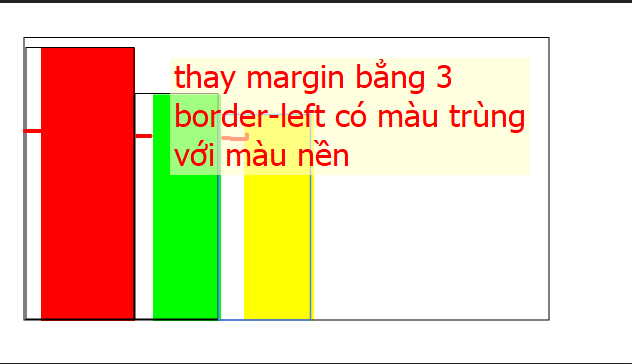 thay margin bằng 3
border-left có màu trùng
với màu nền